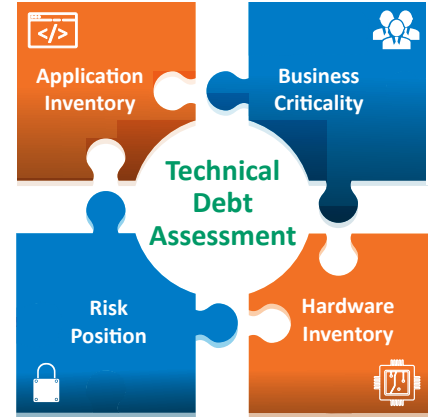 </>
Application
Inventory
Business
Criticality
Technical
Debt
Assessment
Risk
Position
Hardware
Inventory